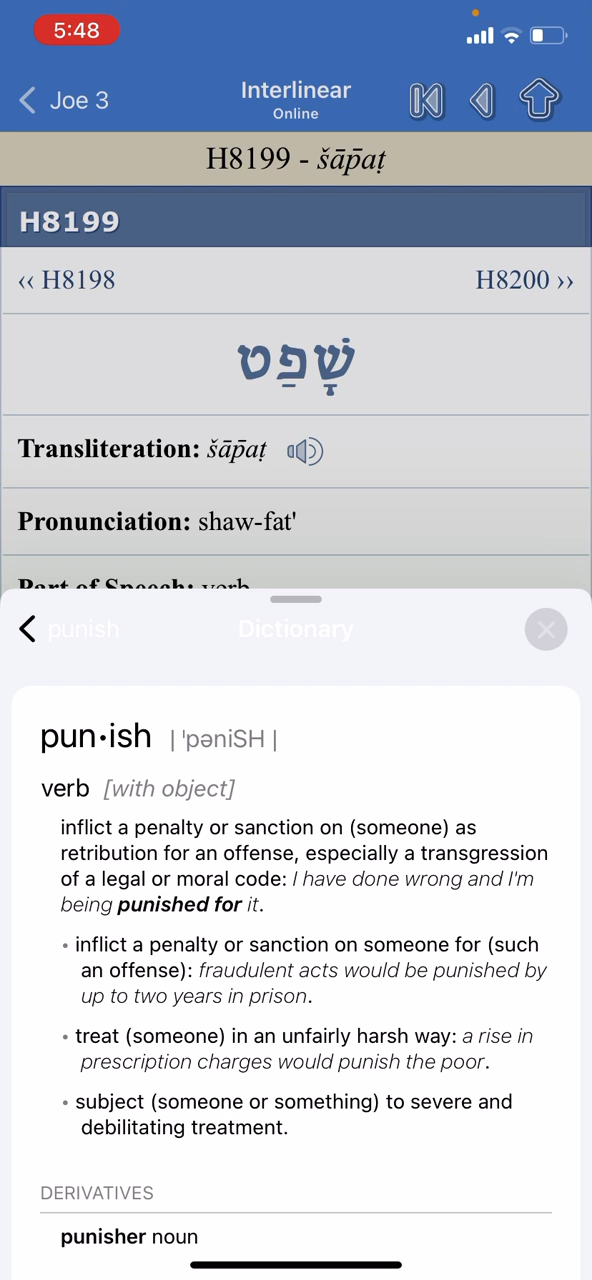 5:48
Joe 3
Interlinear
Online
H8199 - šāp̄aṭ
H8199
‹‹ H8198
H8200 ››
שָׁפַט
Transliteration: šāp̄aṭ
Pronunciation: shaw-fat'
Part of Speech: verb
punish
Dictionary
pun•ish | ˈpəniSH |
verb [with object]
inflict a penalty or sanction on (someone) as
retribution for an offense, especially a transgression
of a legal or moral code: I have done wrong and I'm
being punished for it.
• inflict a penalty or sanction on someone for (such
an offense): fraudulent acts would be punished by
up to two years in prison.
• treat (someone) in an unfairly harsh way: a rise in
prescription charges would punish the poor.
• subject (someone or something) to severe and
debilitating treatment.
DERIVATIVES
punisher noun